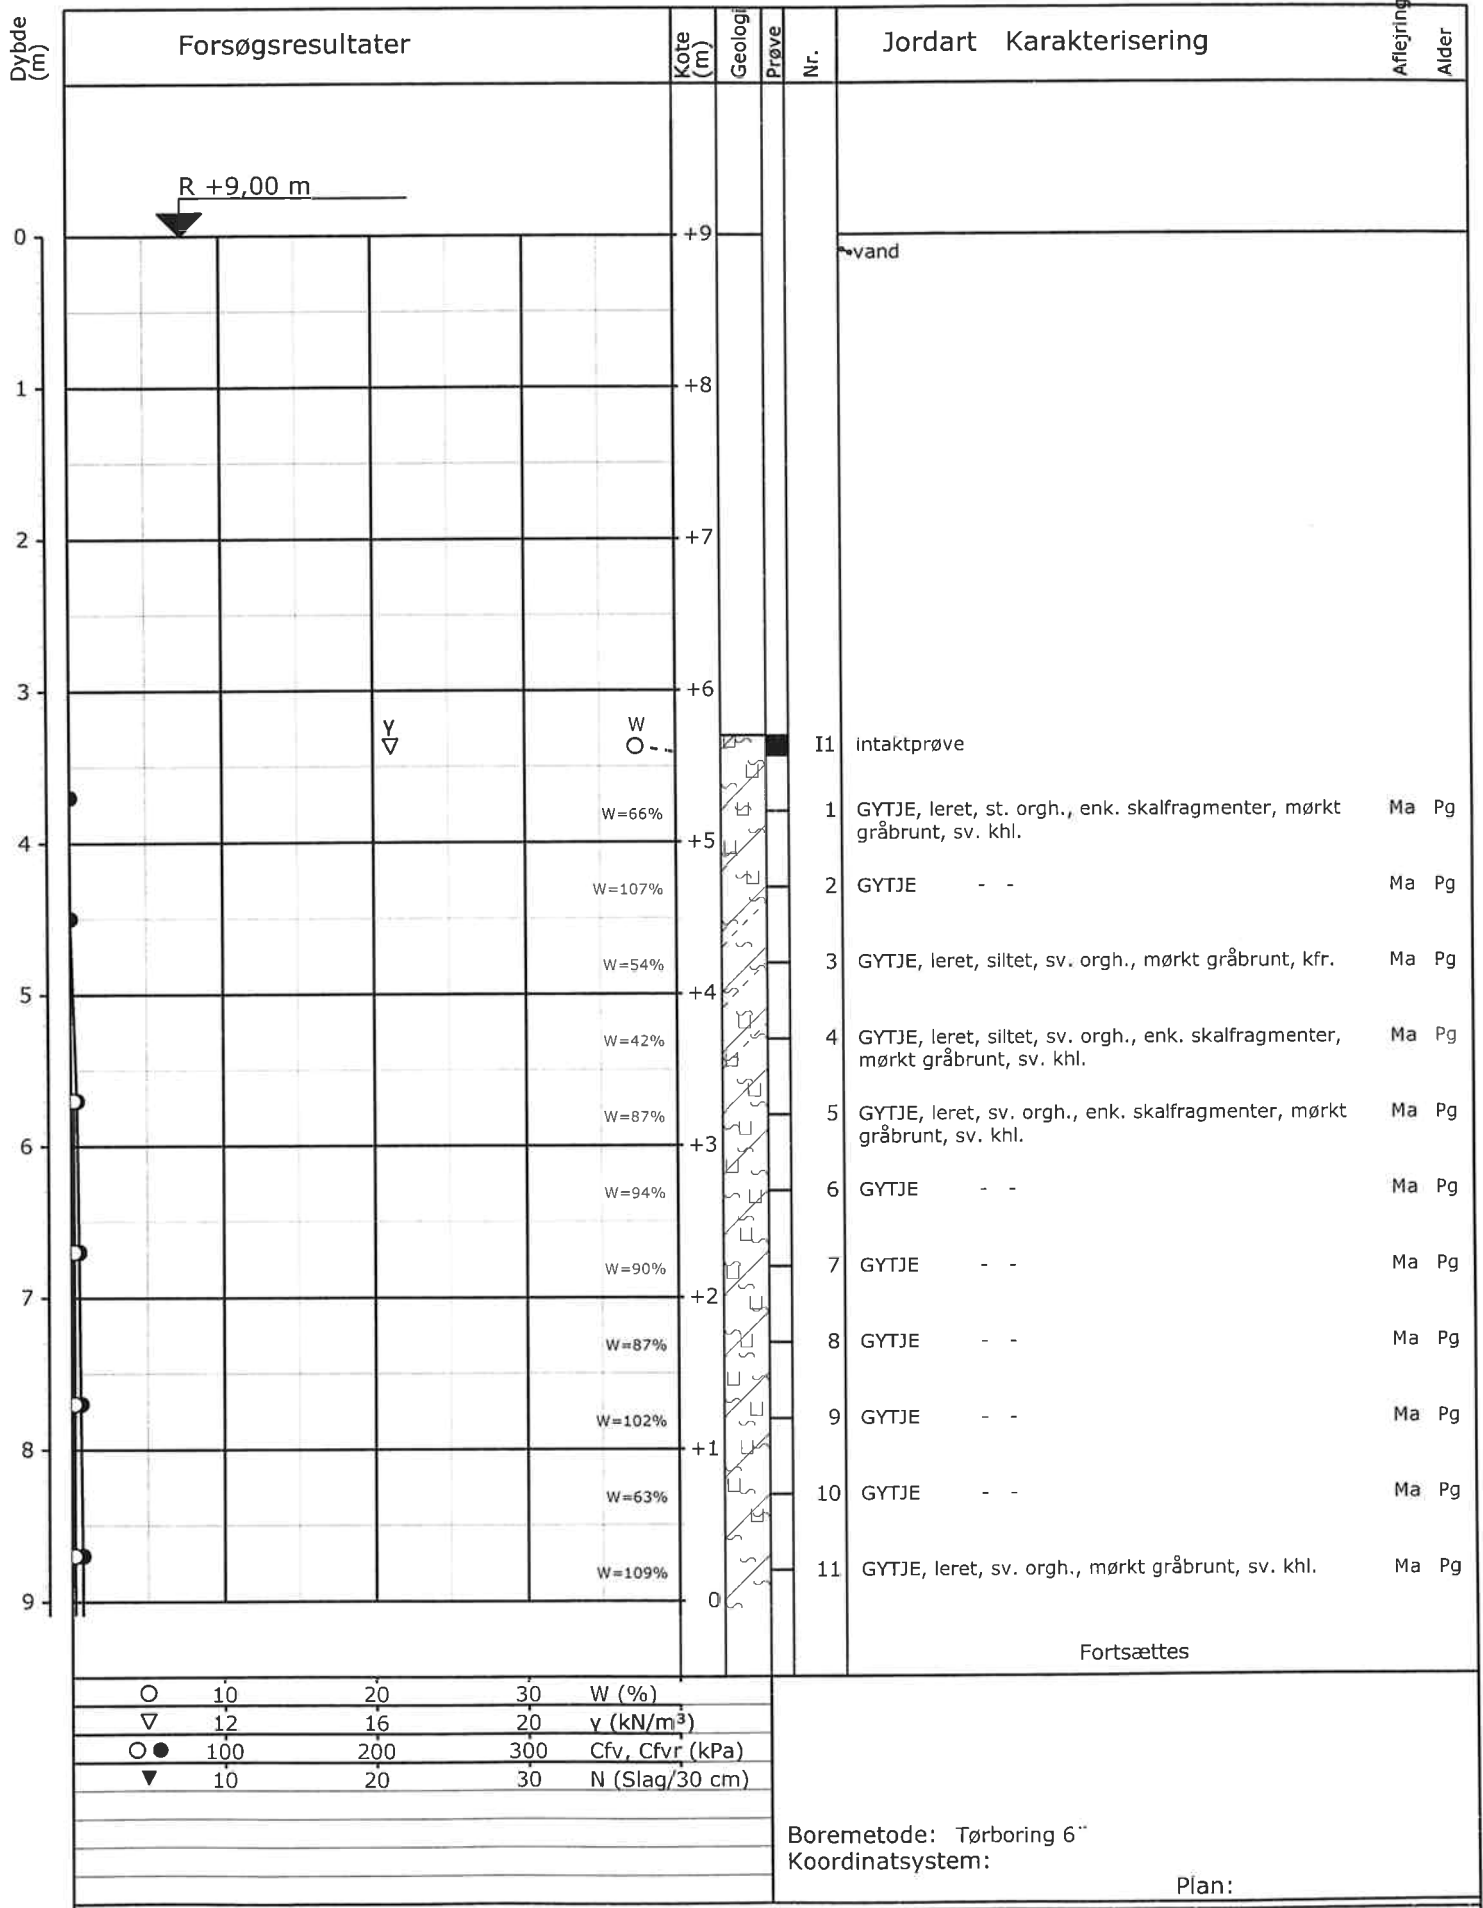 Dybde (m)
Forsøgsresultater
Kote (m)
Geologi
Prøve
Nr.
Jordart Karakterisering
Aflejring
Alder
R +9,00 m
0
+9
vand
1
+8
2
+7
3
+6
γ
W
I1 intaktprøve
W=66%
1 GYTJE, leret, st. orgh., enk. skalfragmenter, mørkt Ma Pg
gråbrunt, sv. khl.
4
+5
W=107%
2 GYTJE - - Ma Pg
W=54%
3 GYTJE, leret, siltet, sv. orgh., mørkt gråbrunt, kfr. Ma Pg
5
+4
W=42%
4 GYTJE, leret, siltet, sv. orgh., enk. skalfragmenter, Ma Pg
mørkt gråbrunt, sv. khl.
W=87%
5 GYTJE, leret, sv. orgh., enk. skalfragmenter, mørkt Ma Pg
gråbrunt, sv. khl.
6
+3
W=94%
6 GYTJE - - Ma Pg
W=90%
7 GYTJE - - Ma Pg
7
+2
W=87%
8 GYTJE - - Ma Pg
W=102%
9 GYTJE - - Ma Pg
8
+1
W=63%
10 GYTJE - - Ma Pg
W=109%
11 GYTJE, leret, sv. orgh., mørkt gråbrunt, sv. khl. Ma Pg
9
0
Fortsættes
10 20 30 W (%)
12 16 20 γ (kN/m³)
100 200 300 Cfv, Cfvr (kPa)
10 20 30 N (Slag/30 cm)
Boremetode: Tørboring 6¨
Koordinatsystem:
Plan: